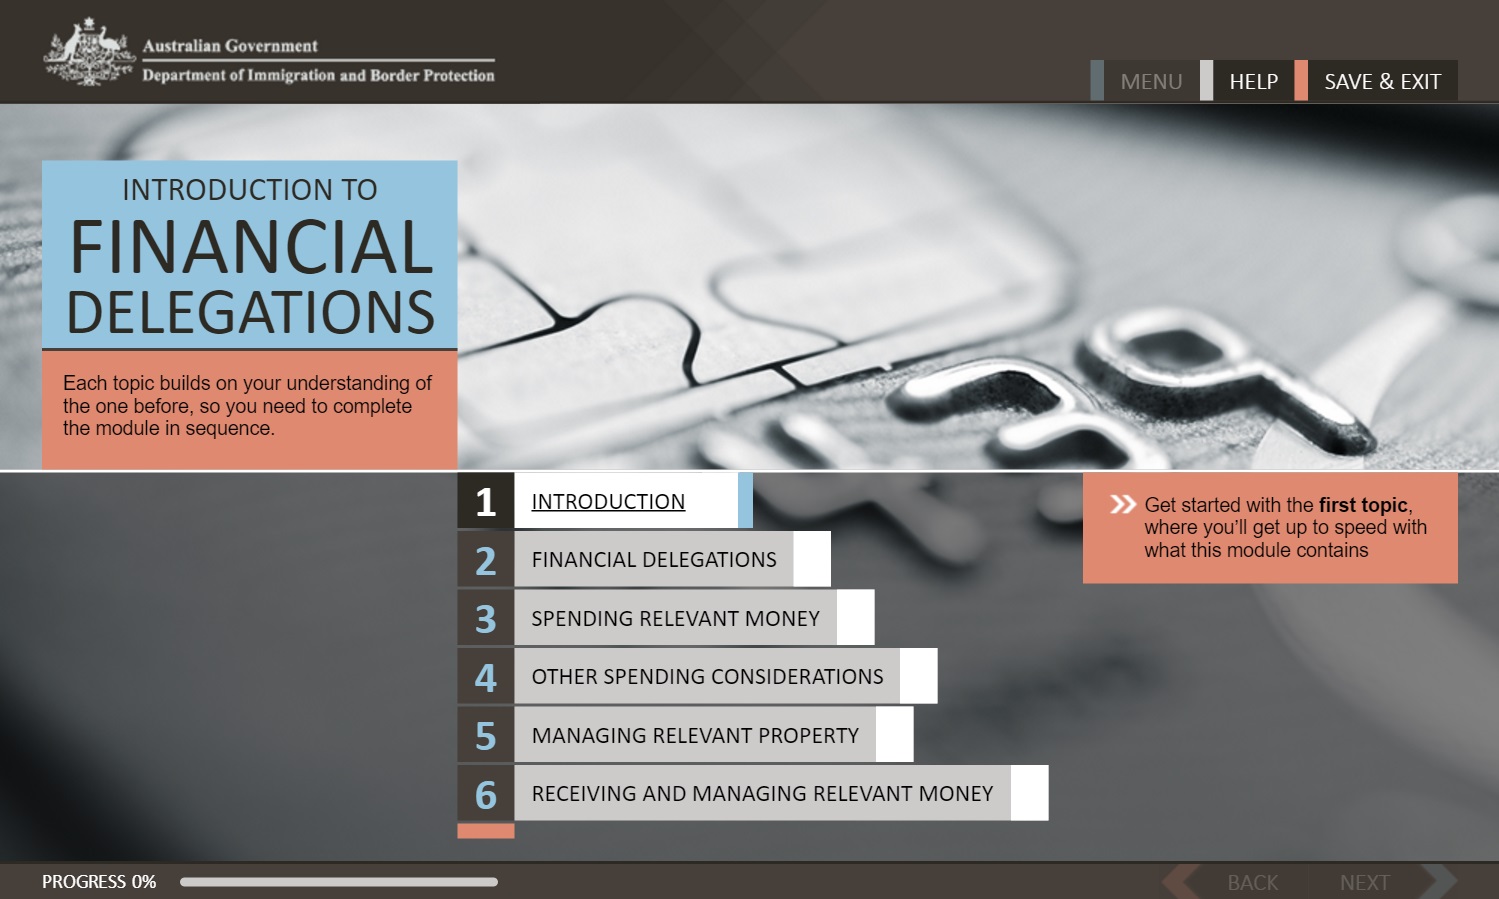 Australian Government
Department of Immigration and Border Protection
MENU
HELP
SAVE & EXIT
INTRODUCTION TO
FINANCIAL
DELEGATIONS
Each topic builds on your understanding of
the one before, so you need to complete
the module in sequence.
1 INTRODUCTION
2 FINANCIAL DELEGATIONS
3 SPENDING RELEVANT MONEY
4 OTHER SPENDING CONSIDERATIONS
5 MANAGING RELEVANT PROPERTY
6 RECEIVING AND MANAGING RELEVANT MONEY
Get started with the first topic,
where you'll get up to speed with
what this module contains
PROGRESS 0%
BACK
NEXT